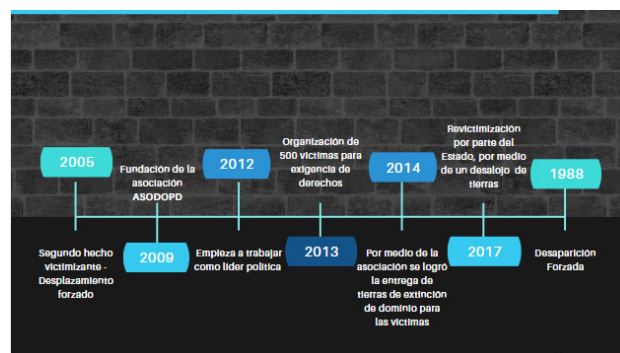 2005
Segundo hecho
victimizante -
Desplazamiento
forzado
Fundación de la
asociación
ASODOPD
2009
2012
Empieza a trabajar
como lider política
Organización de
500 victimas para
exigencia de
derechos
2013
2014
Por medio de la
asociación se logró
la entrega de
tierras de extinción
de dominio para
las victimas
Revictimización
por parte del
Estado, por medio
de un desalojo de
tierras
2017
1988
Desaparición
Forzada